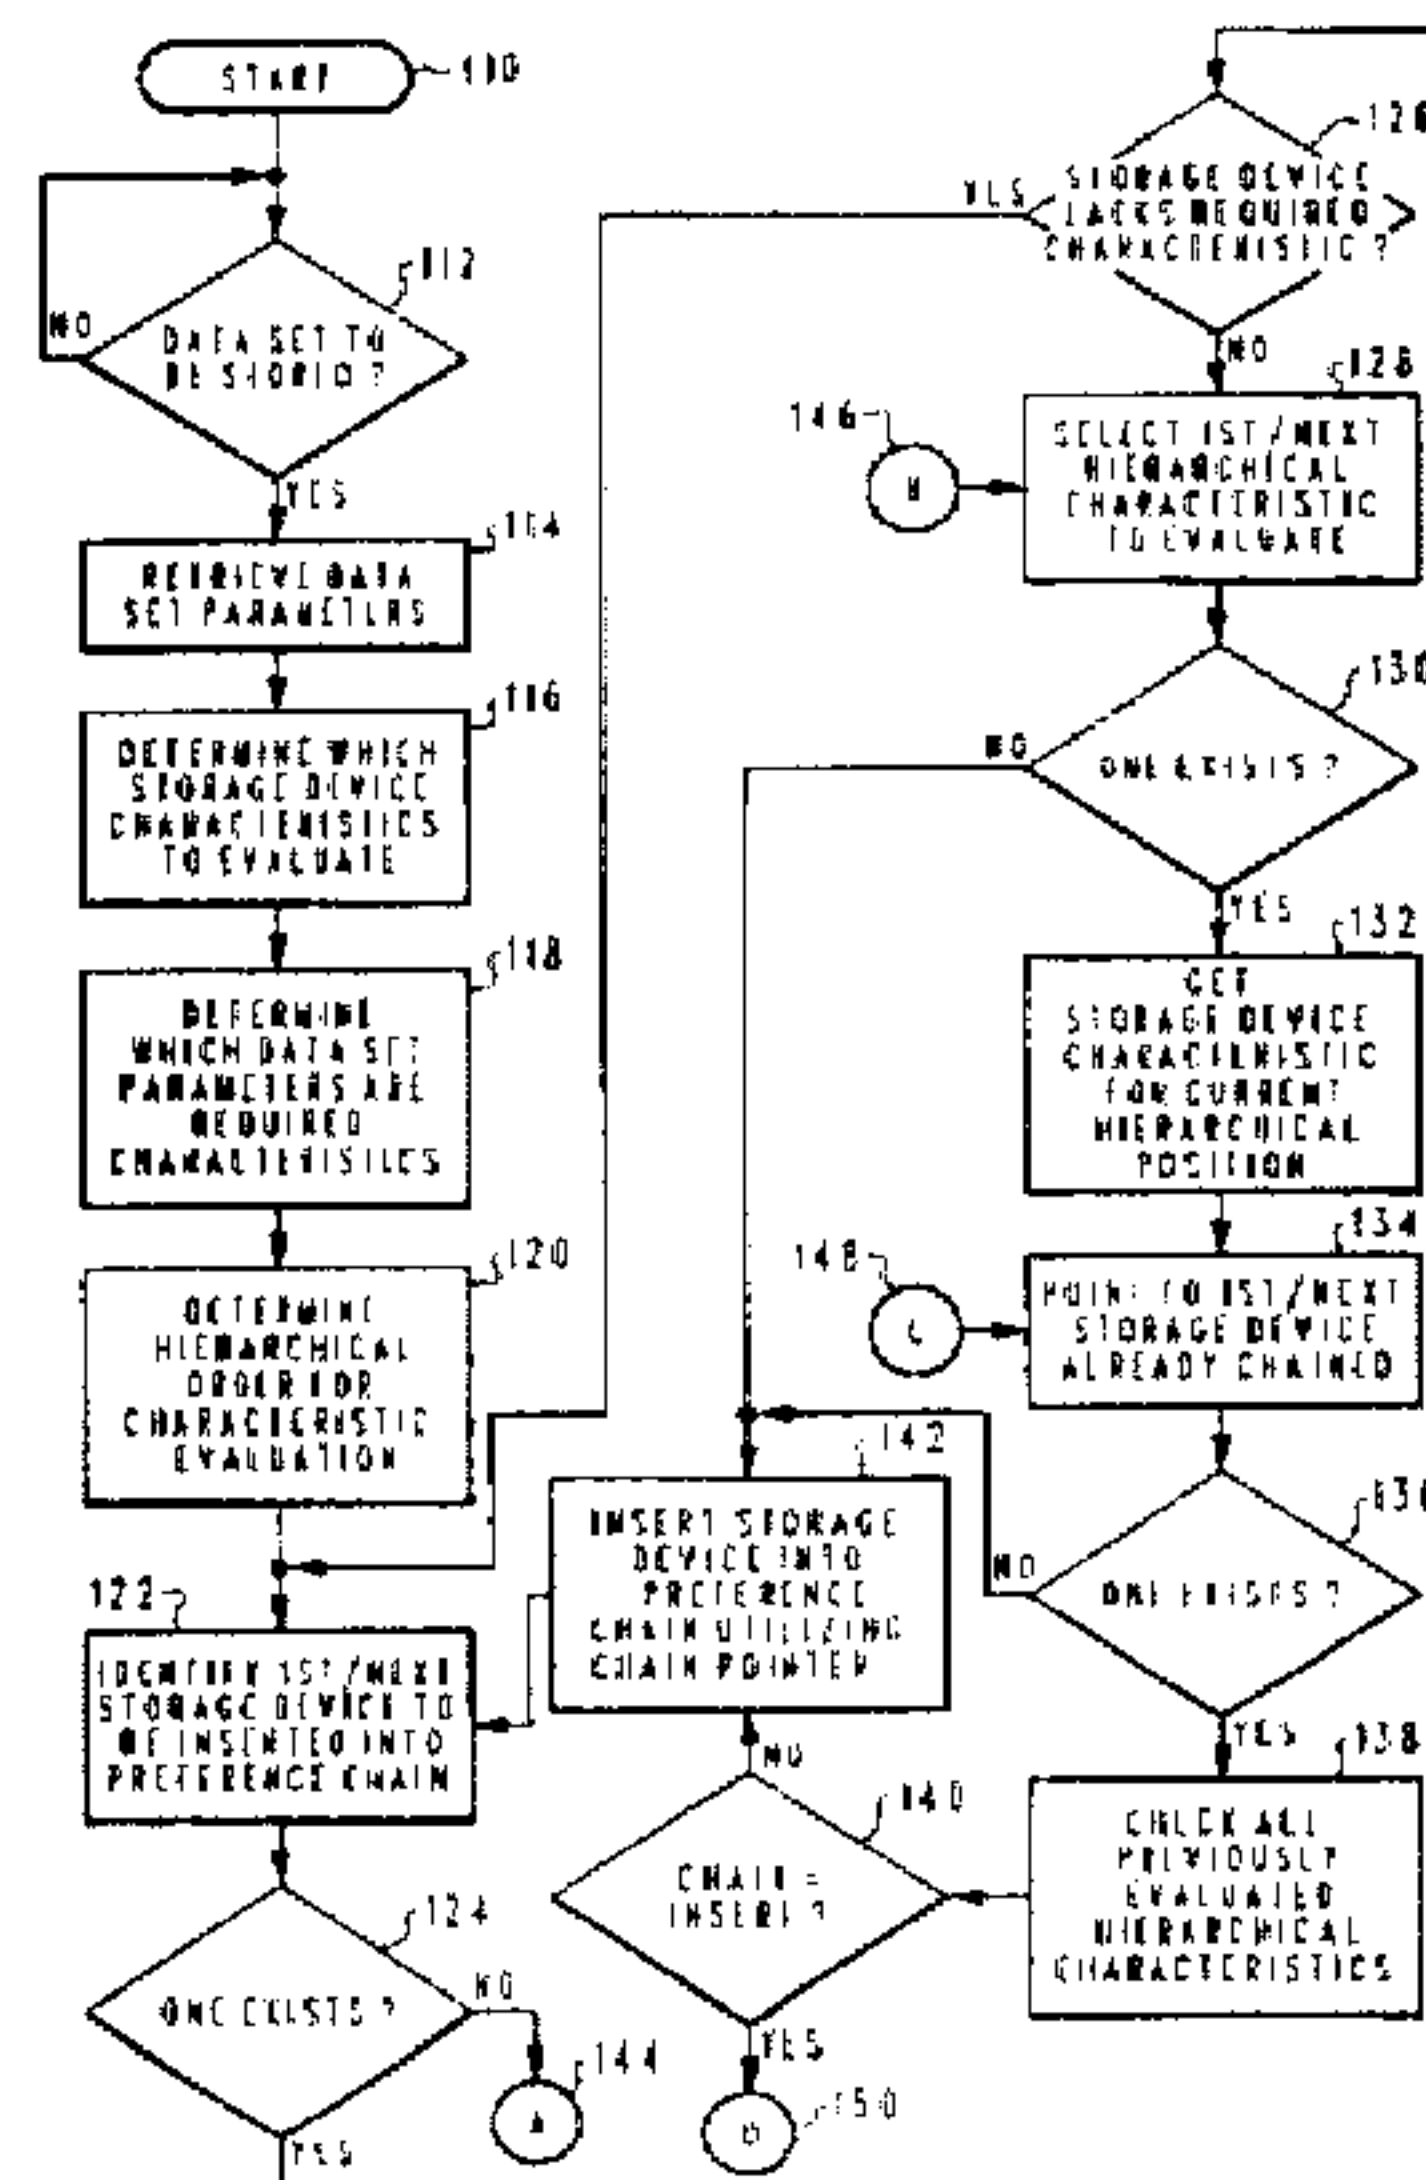 START
110
112
NO
DATA SET TO
BE STORED ?
YES
114
RETRIEVE DATA
SET PARAMETERS
116
DETERMINE WHICH
STORAGE DEVICE
CHARACTERISTICS
TO EVALUATE
118
DETERMINE
WHICH DATA SET
PARAMETERS ARE
REQUIRED
CHARACTERISTICS
120
DETERMINE
HIERARCHICAL
ORDER FOR
CHARACTERISTIC
EVALUATION
122
IDENTIFY 1ST/NEXT
STORAGE DEVICE TO
BE INSERTED INTO
PREFERENCE CHAIN
124
ONE EXISTS ?
NO
144
A
YES
126
YES
STORAGE DEVICE
LACKS REQUIRED
CHARACTERISTIC ?
NO
128
146
B
SELECT 1ST/NEXT
HIERARCHICAL
CHARACTERISTIC
TO EVALUATE
130
NO
ONE EXISTS ?
YES
132
GET
STORAGE DEVICE
CHARACTERISTIC
FOR CURRENT
HIERARCHICAL
POSITION
134
148
C
POINT TO 1ST/NEXT
STORAGE DEVICE
ALREADY CHAINED
136
NO
ONE EXISTS ?
YES
138
CHECK ALL
PREVIOUSLY
EVALUATED
HIERARCHICAL
CHARACTERISTICS
142
INSERT STORAGE
DEVICE INTO
PREFERENCE
CHAIN UTILIZING
CHAIN POINTER
NO
140
CHAIN =
INSERT ?
YES
150
D